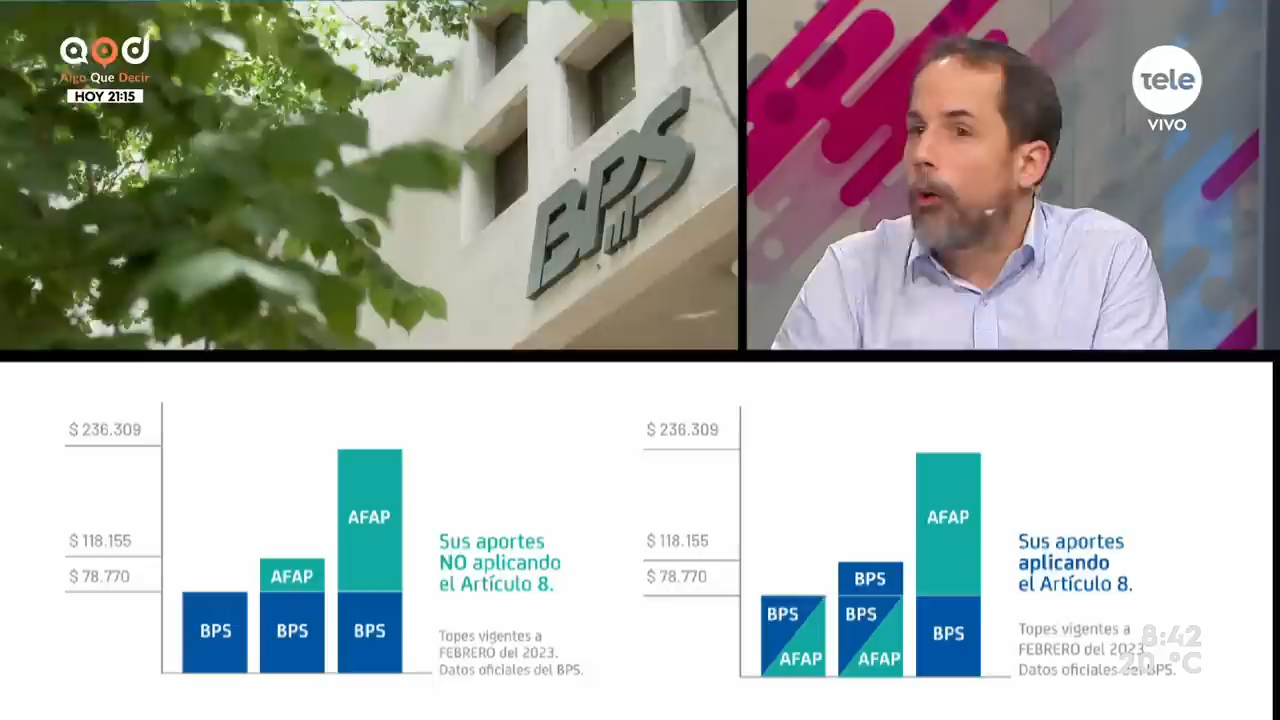 aqd
Algo Que Decir
HOY 21:15
BPS
tele
VIVO
$ 236.309
$ 118.155
$ 78.770
BPS
AFAP
BPS
AFAP
BPS
Sus aportes
NO aplicando
el Artículo 8.
Topes vigentes a
FEBRERO del 2023.
Datos oficiales del BPS.
$ 236.309
$ 118.155
$ 78.770
BPS
AFAP
BPS
BPS
AFAP
AFAP
BPS
Sus aportes
aplicando
el Artículo 8.
Topes vigentes a
FEBRERO del 2023.
Datos oficiales del BPS.
8:42
20 °C